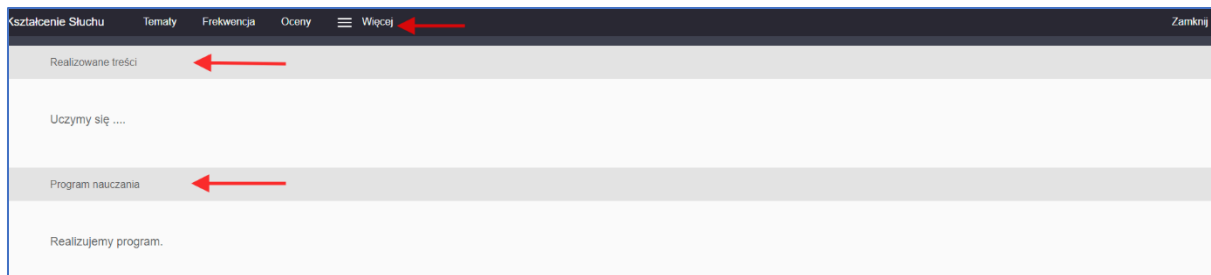 Kształcenie Słuchu Tematy Frekwencja Oceny Więcej Zamknij
Realizowane treści
Uczymy się ....
Program nauczania
Realizujemy program.